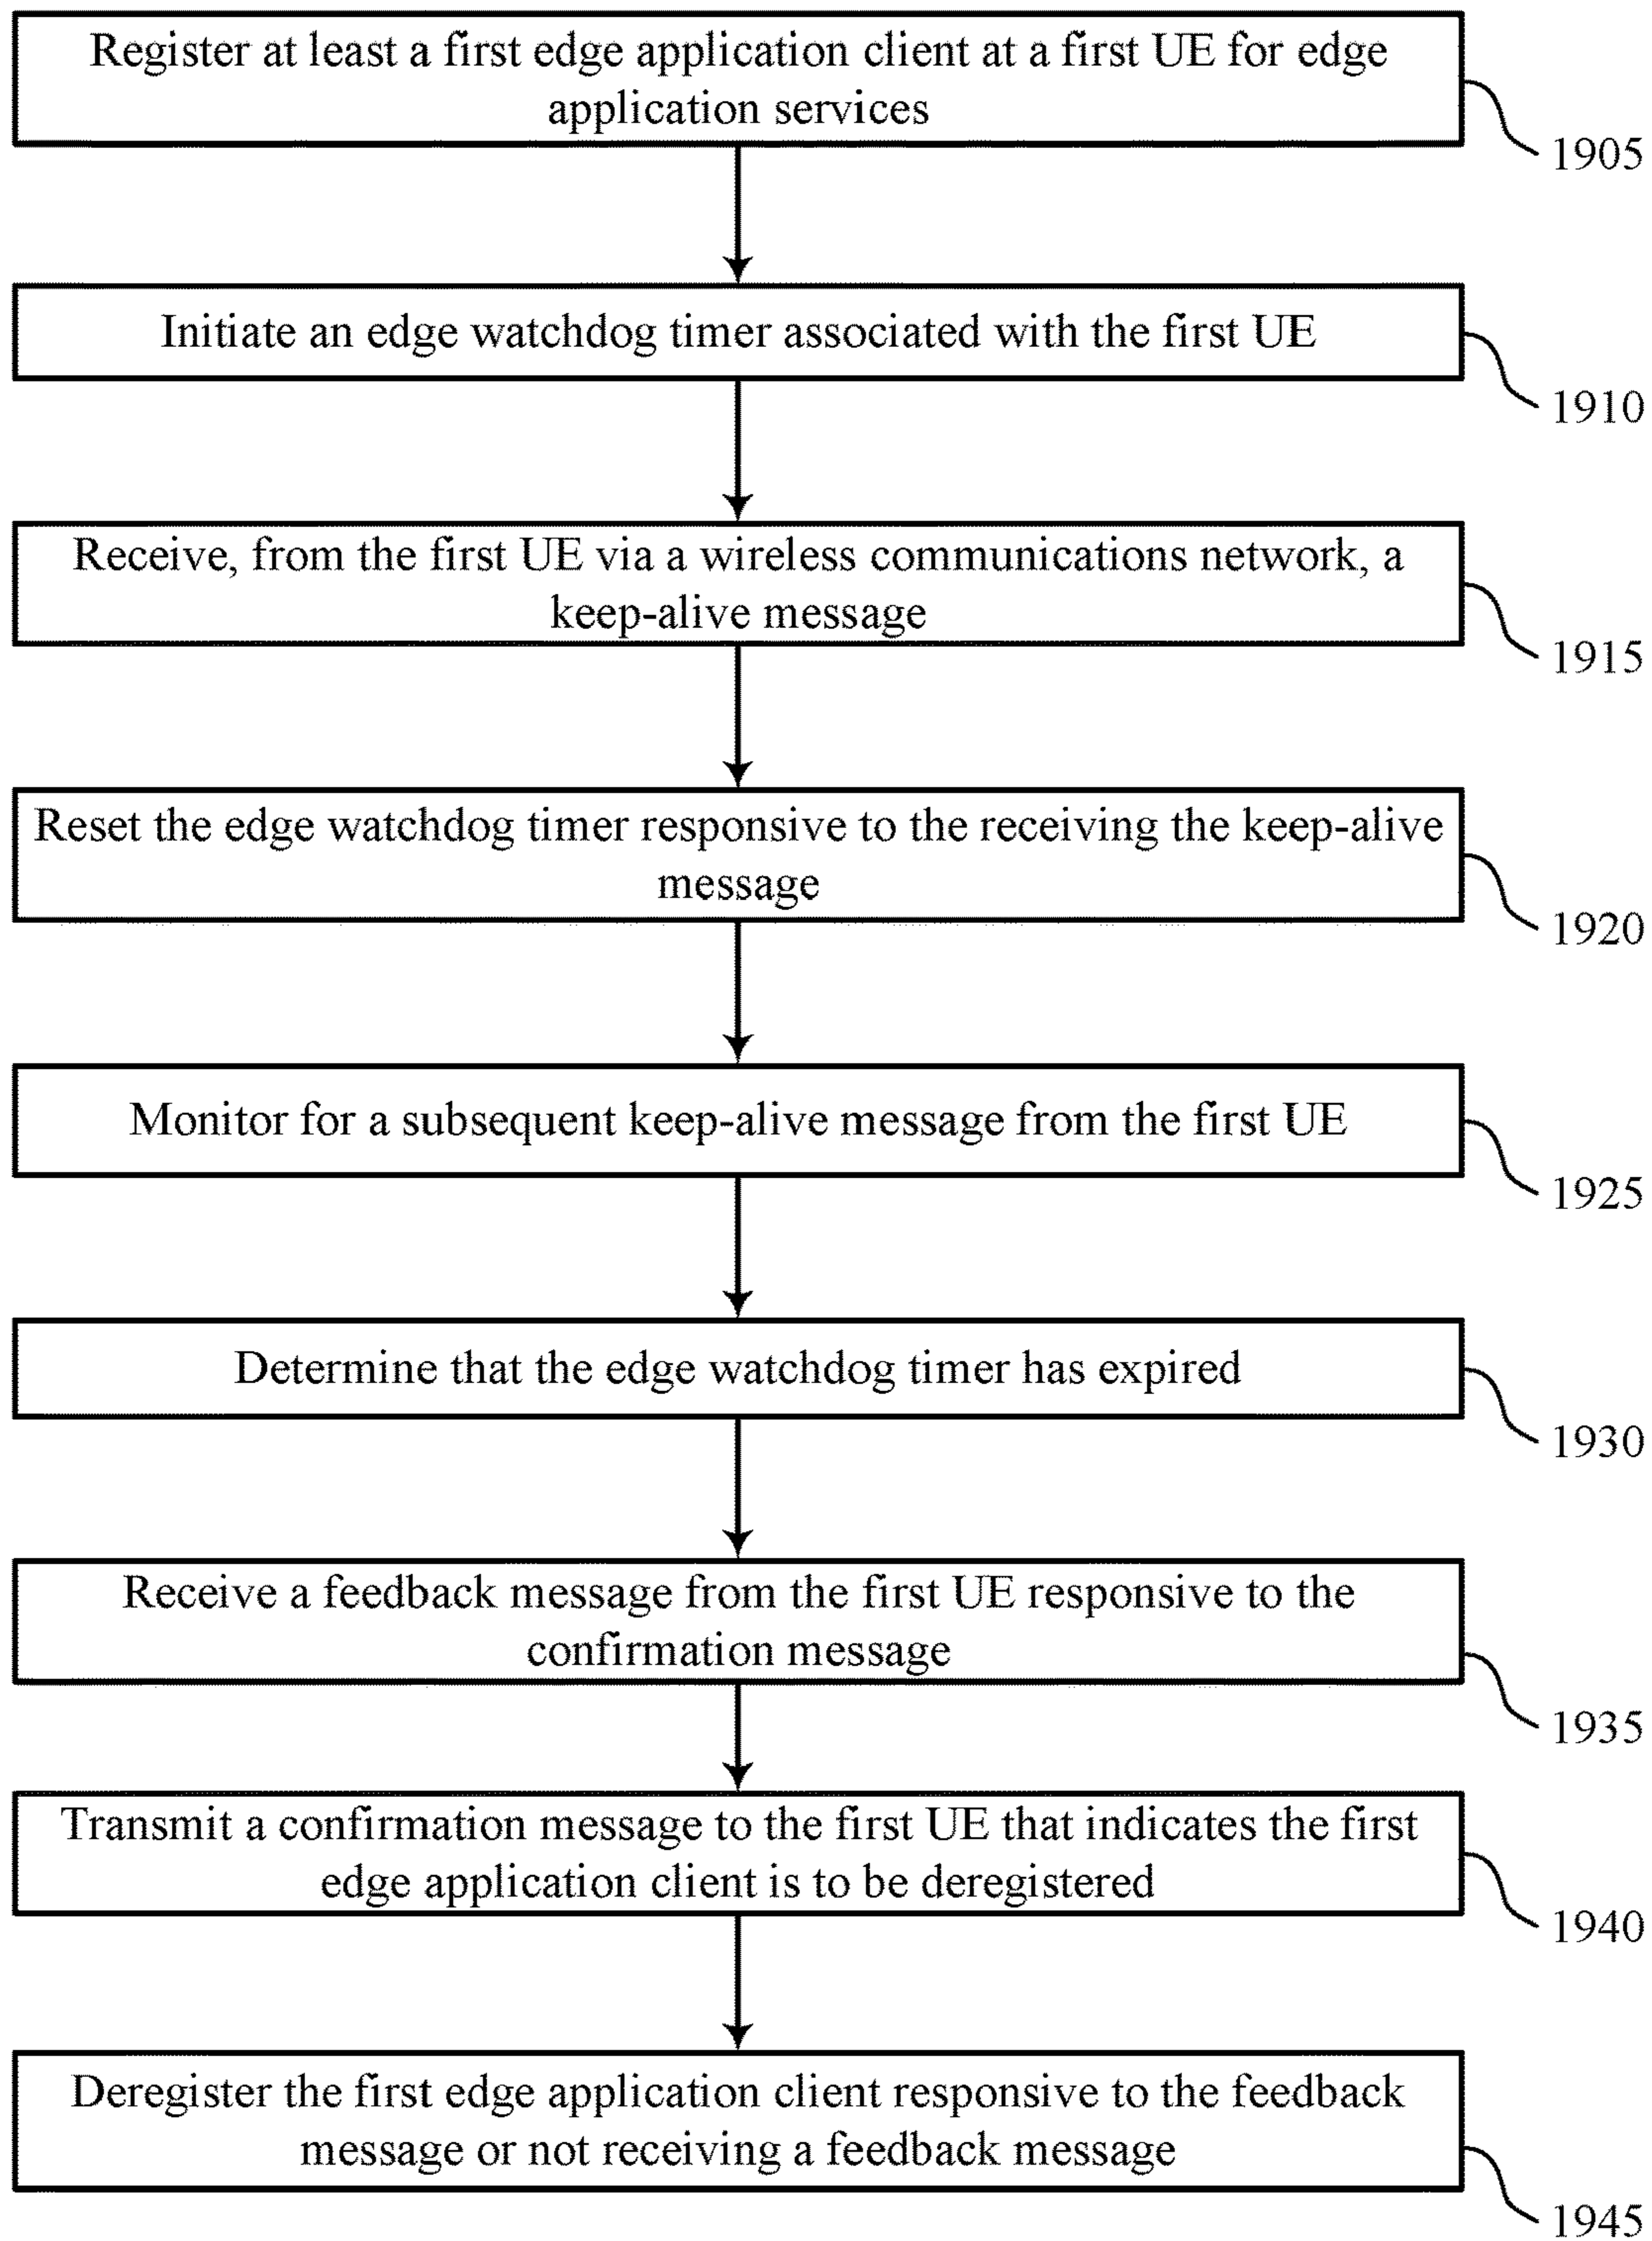 Register at least a first edge application client at a first UE for edge
application services
1905
Initiate an edge watchdog timer associated with the first UE
1910
Receive, from the first UE via a wireless communications network, a
keep-alive message
1915
Reset the edge watchdog timer responsive to the receiving the keep-alive
message
1920
Monitor for a subsequent keep-alive message from the first UE
1925
Determine that the edge watchdog timer has expired
1930
Receive a feedback message from the first UE responsive to the
confirmation message
1935
Transmit a confirmation message to the first UE that indicates the first
edge application client is to be deregistered
1940
Deregister the first edge application client responsive to the feedback
message or not receiving a feedback message
1945